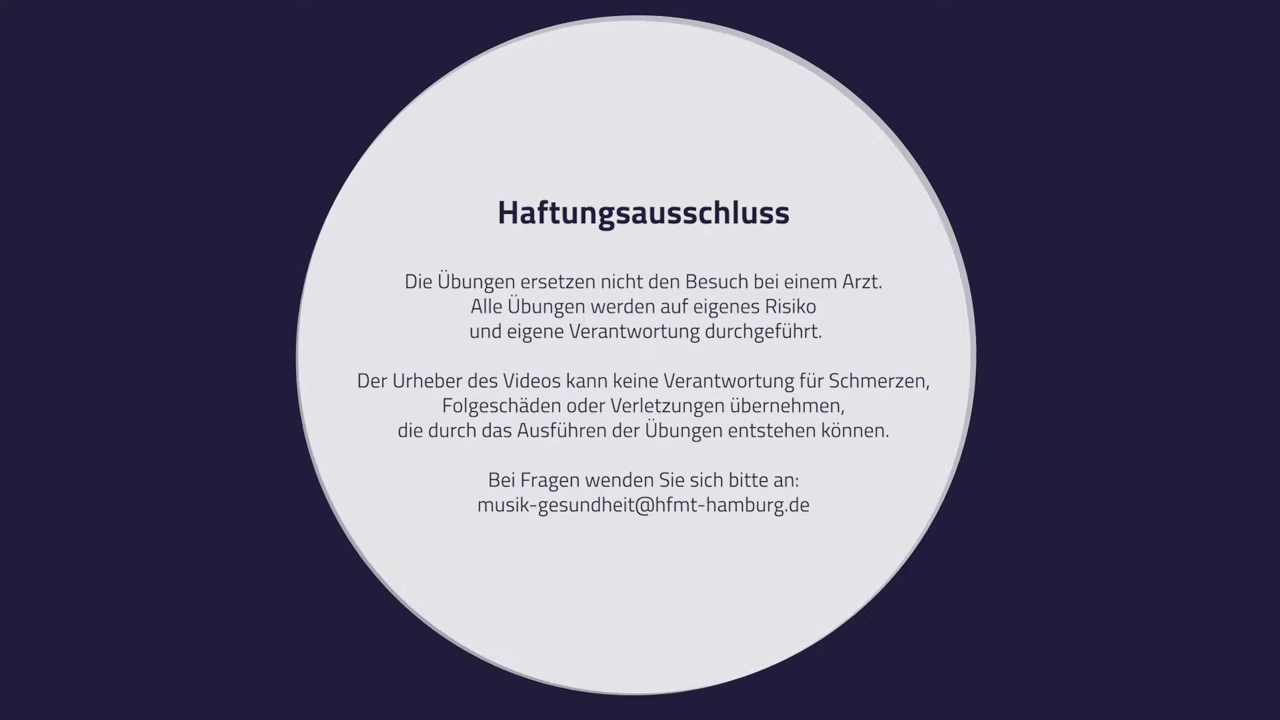 Haftungsausschluss
Die Übungen ersetzen nicht den Besuch bei einem Arzt.
Alle Übungen werden auf eigenes Risiko
und eigene Verantwortung durchgeführt.
Der Urheber des Videos kann keine Verantwortung für Schmerzen,
Folgeschäden oder Verletzungen übernehmen,
die durch das Ausführen der Übungen entstehen können.
Bei Fragen wenden Sie sich bitte an:
musik-gesundheit@hfmt-hamburg.de